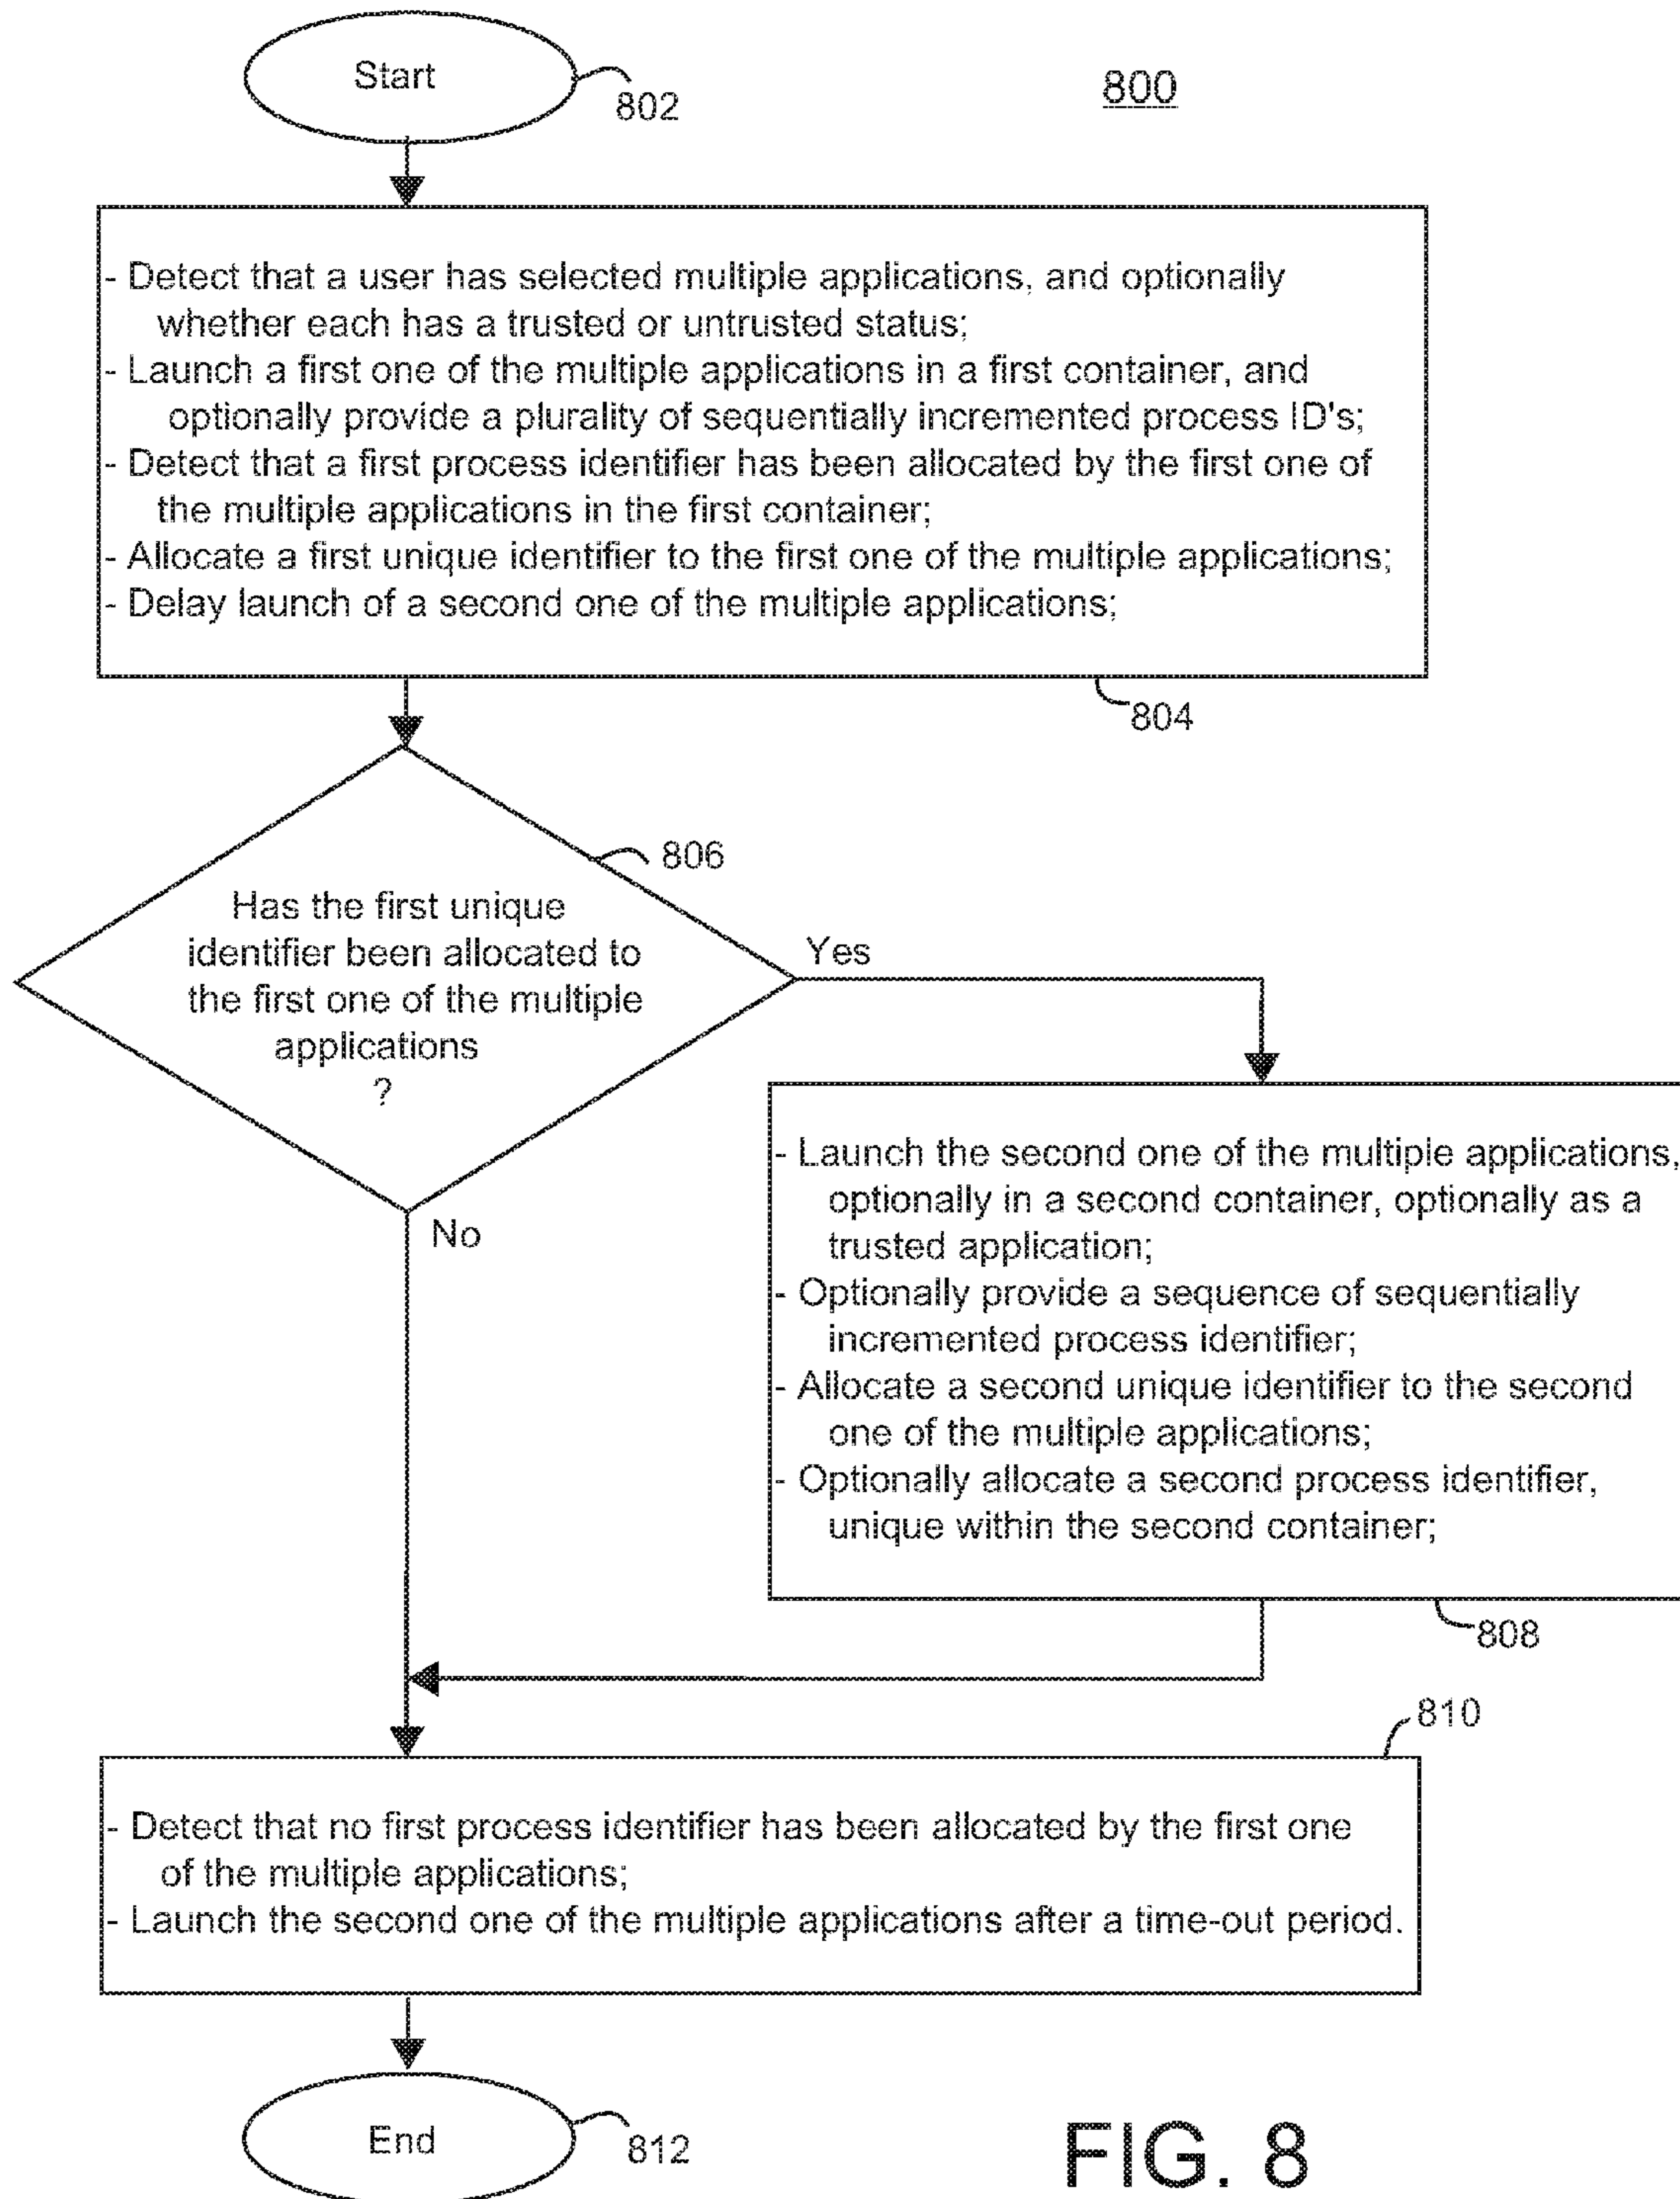 Start
802
800
- Detect that a user has selected multiple applications, and optionally
whether each has a trusted or untrusted status;
- Launch a first one of the multiple applications in a first container, and
optionally provide a plurality of sequentially incremented process ID's;
- Detect that a first process identifier has been allocated by the first one of
the multiple applications in the first container;
- Allocate a first unique identifier to the first one of the multiple applications;
- Delay launch of a second one of the multiple applications;
804
806
Has the first unique
identifier been allocated to
the first one of the multiple
applications
?
Yes
No
- Launch the second one of the multiple applications,
optionally in a second container, optionally as a
trusted application;
- Optionally provide a sequence of sequentially
incremented process identifier;
- Allocate a second unique identifier to the second
one of the multiple applications;
- Optionally allocate a second process identifier,
unique within the second container;
808
810
- Detect that no first process identifier has been allocated by the first one
of the multiple applications;
- Launch the second one of the multiple applications after a time-out period.
End
812
FIG. 8